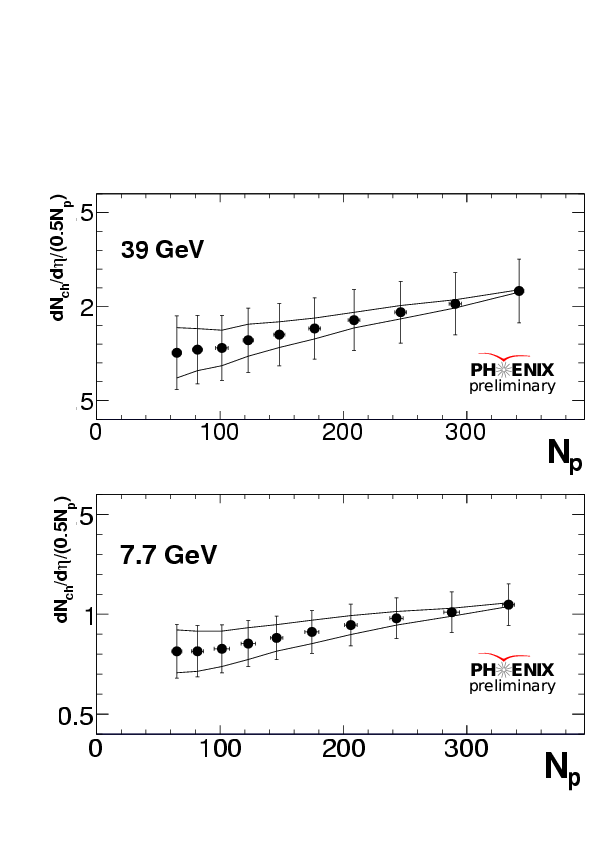 dN_ch/dη/(0.5N_p)
.5
39 GeV
2
PHENIX
preliminary
.5
0 100 200 300
N_p
dN_ch/dη/(0.5N_p)
.5
7.7 GeV
1
PHENIX
preliminary
0.5
0 100 200 300
N_p